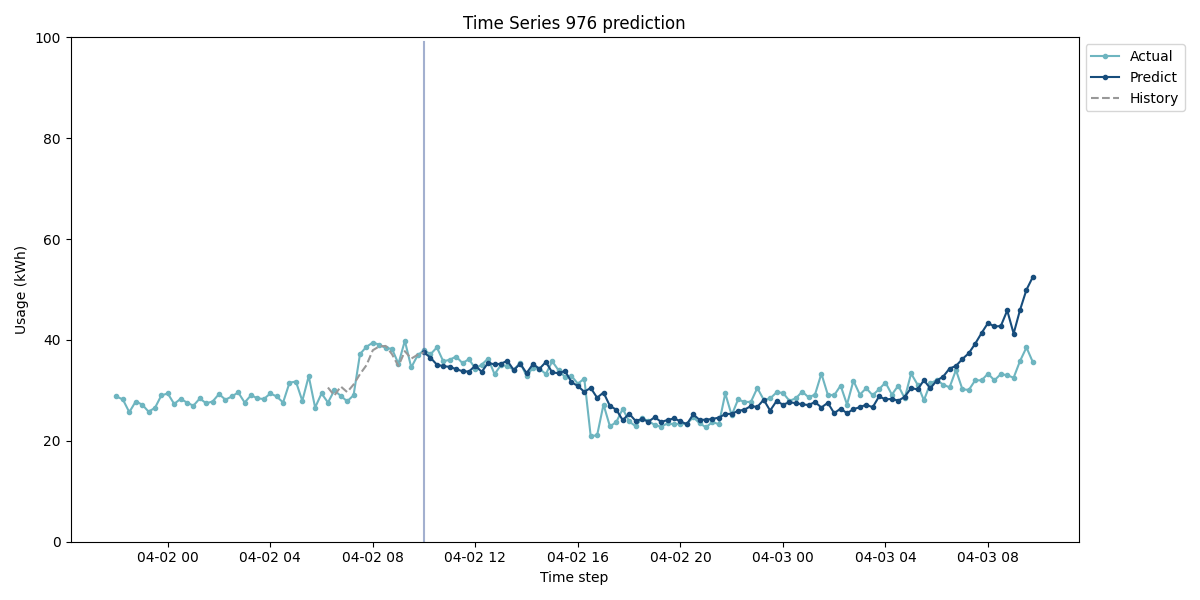 Time Series 976 prediction
100
80
60
40
20
0
Usage (kWh)
04-02 00
04-02 04
04-02 08
04-02 12
04-02 16
04-02 20
04-03 00
04-03 04
04-03 08
Time step
Actual
Predict
History